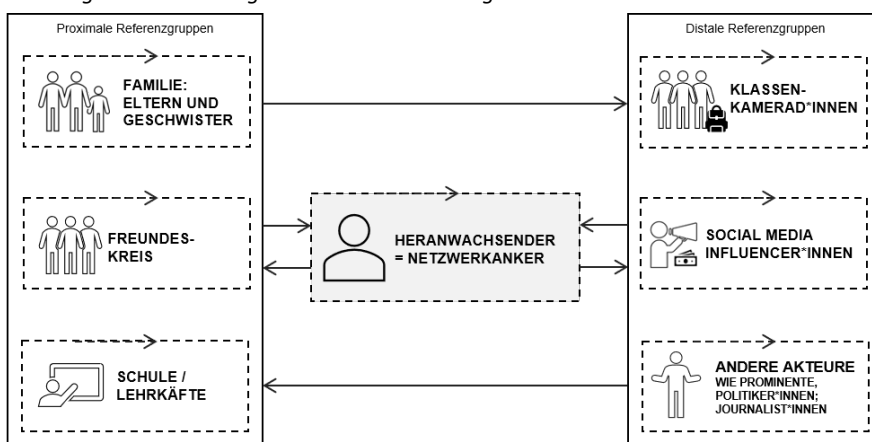 Proximale Referenzgruppen
FAMILIE:
ELTERN UND
GESCHWISTER
FREUNDES-
KREIS
SCHULE /
LEHRKÄFTE
HERANWACHSENDER
= NETZWERKANKER
Distale Referenzgruppen
KLASSEN-
KAMERAD*INNEN
SOCIAL MEDIA
INFLUENCER*INNEN
ANDERE AKTEURE
WIE PROMINENTE,
POLITIKER*INNEN;
JOURNALIST*INNEN